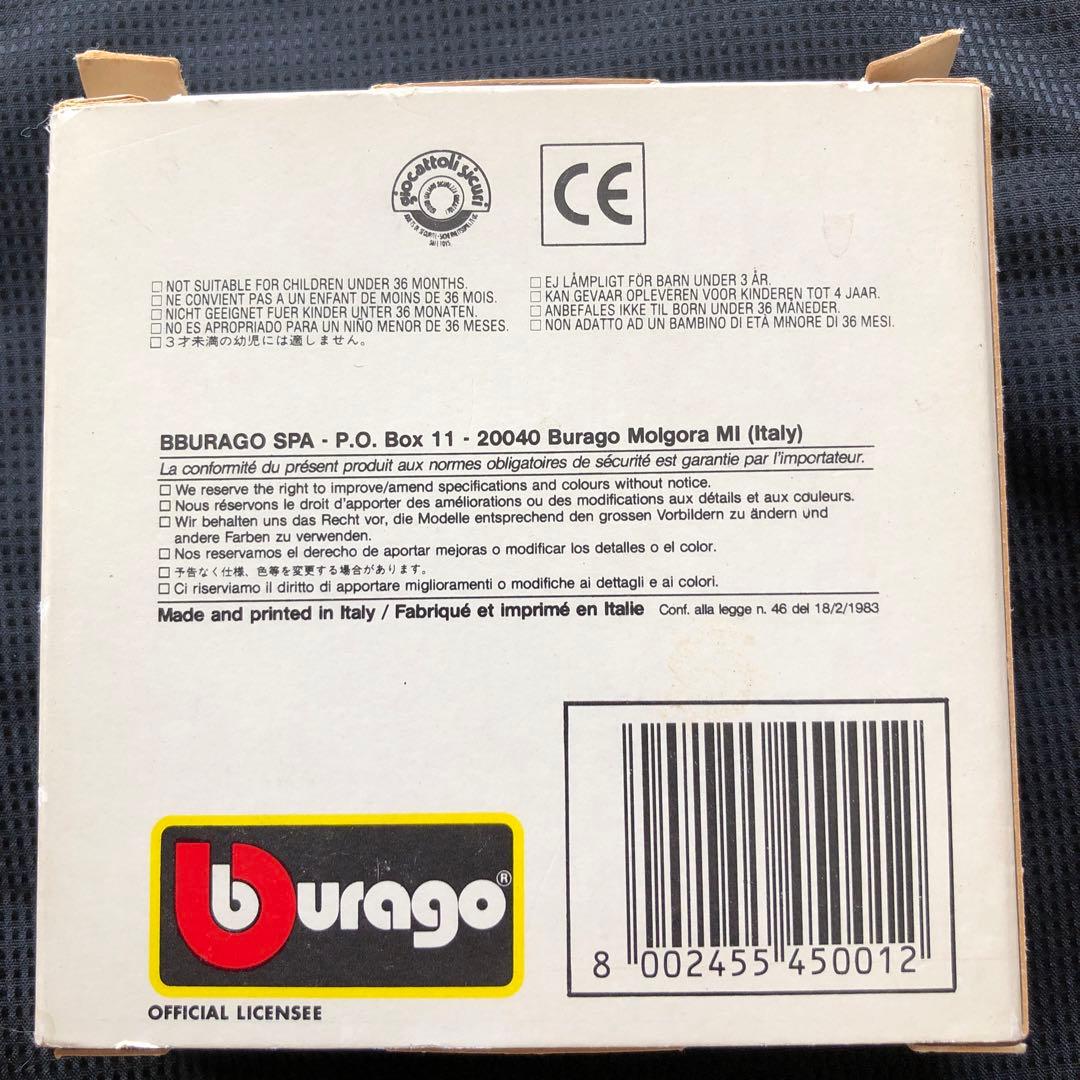 giocattoli sicuri
SAFE TOYS
CE
☐ NOT SUITABLE FOR CHILDREN UNDER 36 MONTHS.
☐ NE CONVIENT PAS A UN ENFANT DE MOINS DE 36 MOIS.
☐ NICHT GEEIGNET FUER KINDER UNTER 36 MONATEN.
☐ NO ES APROPRIADO PARA UN NIÑO MENOR DE 36 MESES.
☐ 3才未満の幼児には適しません。
☐ EJ LÅMPLIGT FÖR BARN UNDER 3 ÅR.
☐ KAN GEVAAR OPLEVEREN VOOR KINDEREN TOT 4 JAAR.
☐ ANBEFALES IKKE TIL BORN UNDER 36 MÅNEDER.
☐ NON ADATTO AD UN BAMBINO DI ETÀ MINORE DI 36 MESI.
BBURAGO SPA - P.O. Box 11 - 20040 Burago Molgora MI (Italy)
La conformité du présent produit aux normes obligatoires de sécurité est garantie par l'importateur.
☐ We reserve the right to improve/amend specifications and colours without notice.
☐ Nous réservons le droit d'apporter des améliorations ou des modifications aux détails et aux couleurs.
☐ Wir behalten uns das Recht vor, die Modelle entsprechend den grossen Vorbildern zu ändern und
andere Farben zu verwenden.
☐ Nos reservamos el derecho de aportar mejoras o modificar los detalles o el color.
☐ 予告なく仕様、色等を変更する場合があります。
☐ Ci riserviamo il diritto di apportare miglioramenti o modifiche ai dettagli e ai colori.
Made and printed in Italy / Fabriqué et imprimé en Italie Conf. alla legge n. 46 del 18/2/1983
burago®
OFFICIAL LICENSEE
8 002455 450012